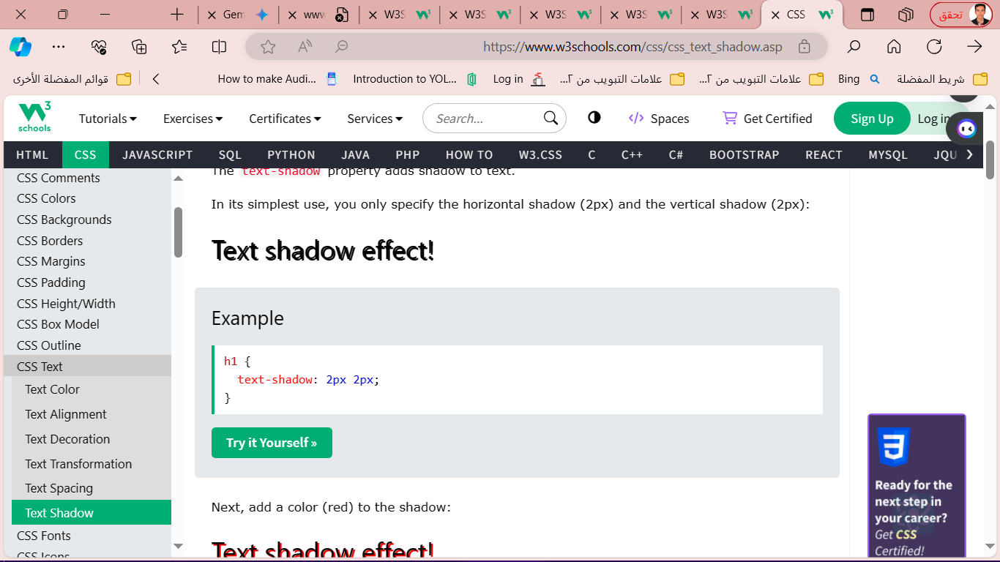 Gem
www
W3S
W3S
W3S
W3S
W3S
CSS
تحقق
https://www.w3schools.com/css/css_text_shadow.asp
قوائم المفضلة الأخرى
How to make Audi...
Introduction to YOL...
Log in
علامات التبويب من ٢...
علامات التبويب من ٢...
Bing
شريط المفضلة
W3
schools
Tutorials
Exercises
Certificates
Services
Search...
Spaces
Get Certified
Sign Up
Log in
HTML
CSS
JAVASCRIPT
SQL
PYTHON
JAVA
PHP
HOW TO
W3.CSS
C
C++
C#
BOOTSTRAP
REACT
MYSQL
JQU
CSS Comments
CSS Colors
CSS Backgrounds
CSS Borders
CSS Margins
CSS Padding
CSS Height/Width
CSS Box Model
CSS Outline
CSS Text
Text Color
Text Alignment
Text Decoration
Text Transformation
Text Spacing
Text Shadow
CSS Fonts
CSS Icons
The text-shadow property adds shadow to text.
In its simplest use, you only specify the horizontal shadow (2px) and the vertical shadow (2px):
Text shadow effect!
Example
h1 {
text-shadow: 2px 2px;
}
Try it Yourself »
Next, add a color (red) to the shadow:
Text shadow effect!
Ready for the
next step in
your career?
Get CSS
Certified!